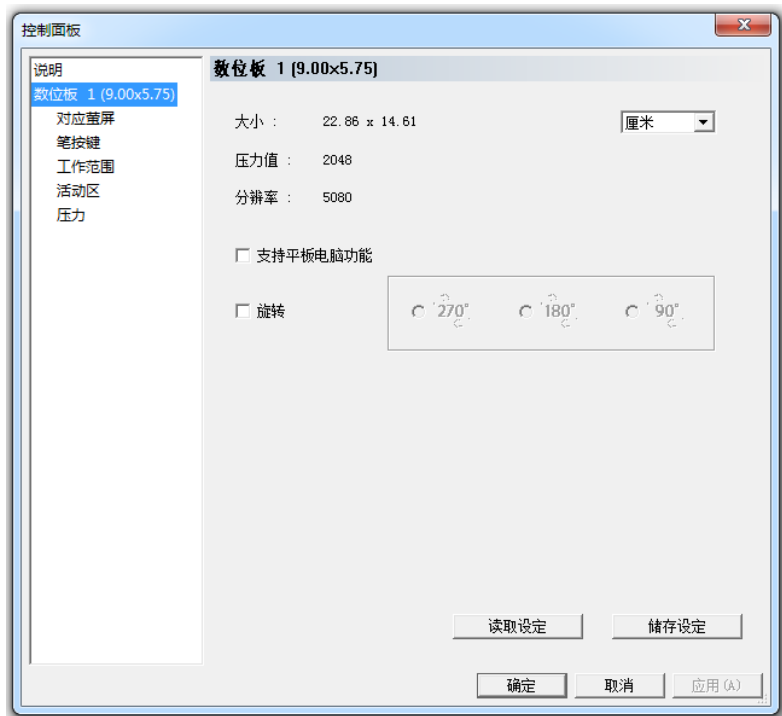 控制面板
说明
数位板 1 (9.00x5.75)
对应萤屏
笔按键
工作范围
活动区
压力
数位板 1 (9.00x5.75)
大小 : 22.86 x 14.61 厘米
压力值 : 2048
分辨率 : 5080
支持平板电脑功能
旋转 270° 180° 90°
读取设定 储存设定
确定 取消 应用(A)